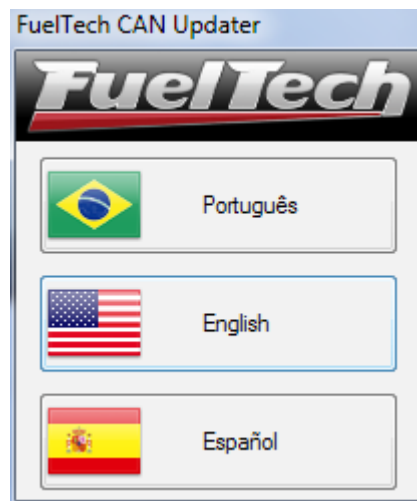 FuelTech CAN Updater
FuelTech
Português
English
Español